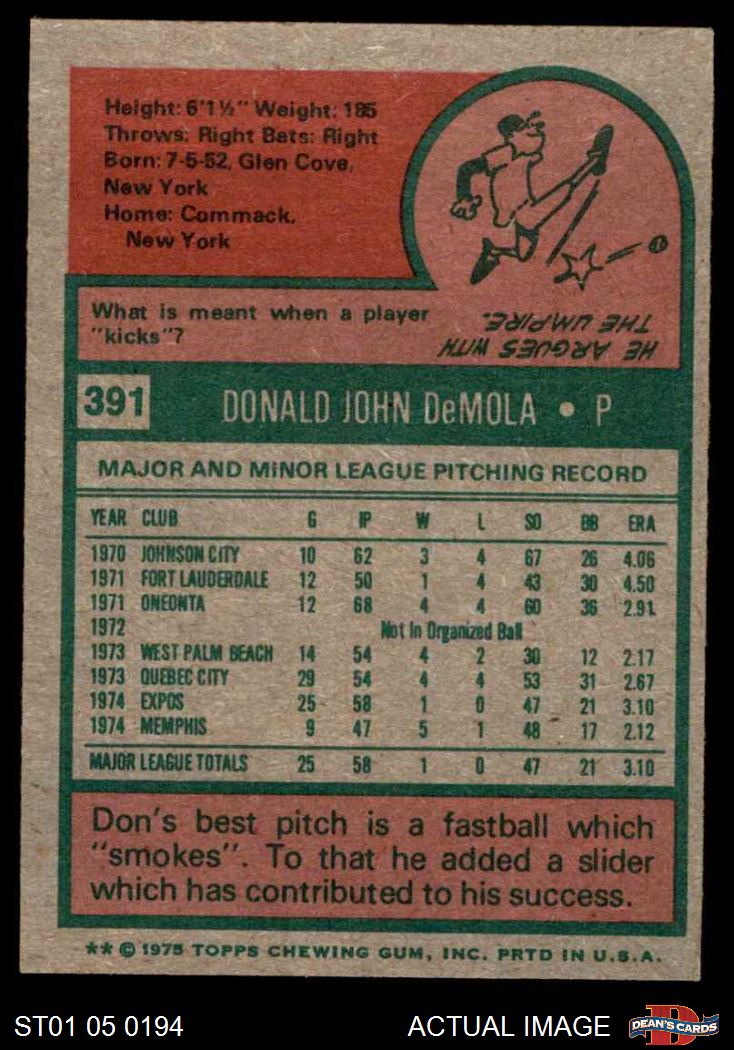 Height: 6'1½" Weight: 185
Throws: Right Bats: Right
Born: 7-5-52, Glen Cove,
New York
Home: Commack,
New York
What is meant when a player
"kicks"?
HE ARGUES WITH
THE UMPIRE.
391 DONALD JOHN DeMOLA • P
MAJOR AND MINOR LEAGUE PITCHING RECORD
YEAR CLUB G IP W L SO BB ERA
1970 JOHNSON CITY 10 62 3 4 67 26 4.06
1971 FORT LAUDERDALE 12 50 1 4 43 30 4.50
1971 ONEONTA 12 68 4 4 60 36 2.91
1972 Not In Organized Ball
1973 WEST PALM BEACH 14 54 4 2 30 12 2.17
1973 QUEBEC CITY 29 54 4 4 53 31 2.67
1974 EXPOS 25 58 1 0 47 21 3.10
1974 MEMPHIS 9 47 5 1 48 17 2.12
MAJOR LEAGUE TOTALS 25 58 1 0 47 21 3.10
Don's best pitch is a fastball which
"smokes". To that he added a slider
which has contributed to his success.
** © 1975 TOPPS CHEWING GUM, INC. PRTD IN U.S.A.
ST01 05 0194 ACTUAL IMAGE DEAN'S CARDS